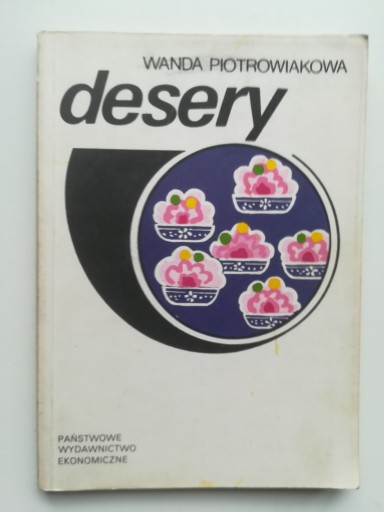 WANDA PIOTROWIAKOWA
desery
PAŃSTWOWE
WYDAWNICTWO
EKONOMICZNE